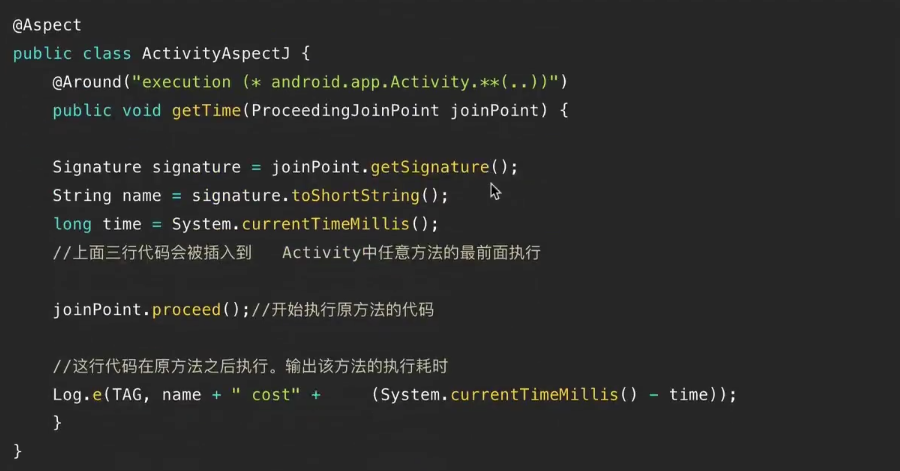 @Aspect
public class ActivityAspectJ {
@Around("execution (* android.app.Activity.**(..))")
public void getTime(ProceedingJoinPoint joinPoint) {
Signature signature = joinPoint.getSignature();
String name = signature.toShortString();
long time = System.currentTimeMillis();
//上面三行代码会被插入到   Activity中任意方法的最前面执行
joinPoint.proceed();//开始执行原方法的代码
//这行代码在原方法之后执行。输出该方法的执行耗时
Log.e(TAG, name + " cost" +     (System.currentTimeMillis() - time));
}
}